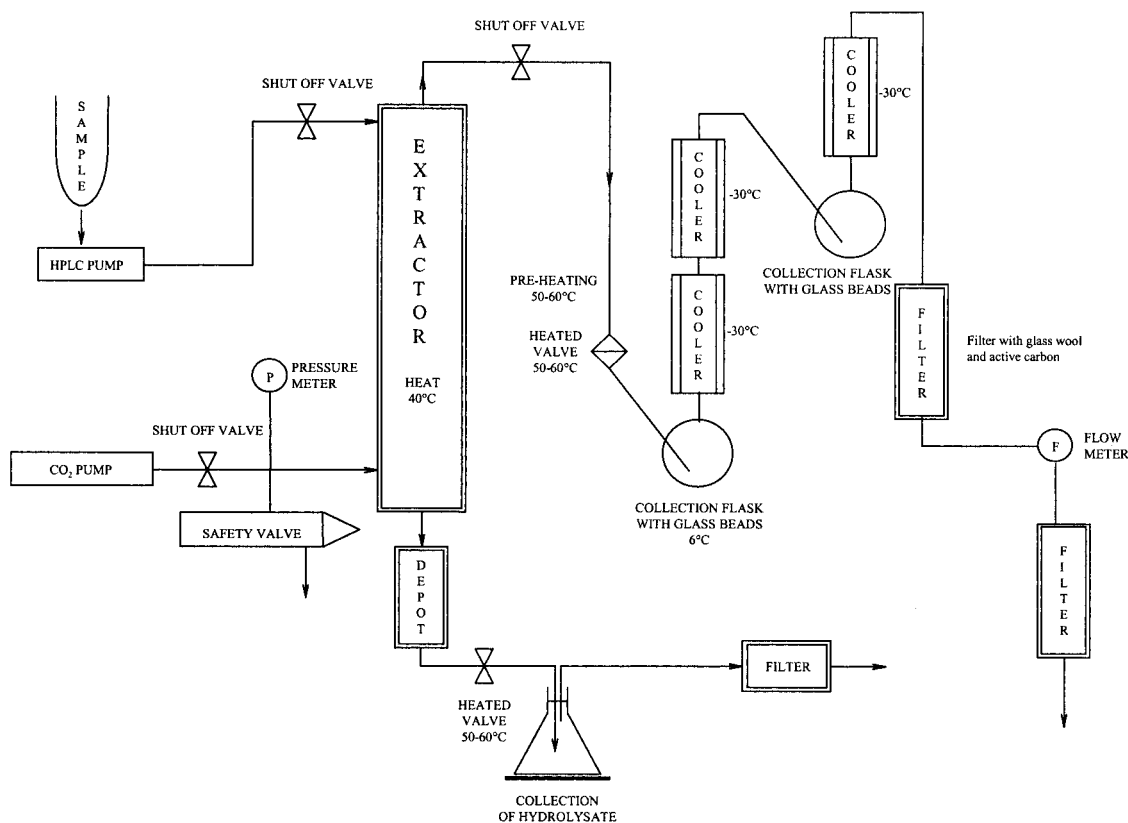 SHUT OFF VALVE
SHUT OFF VALVE
SAMPLE
HPLC PUMP
EXTRACTOR
HEAT
40°C
P
PRESSURE
METER
SHUT OFF VALVE
CO₂ PUMP
SAFETY VALVE
DEPOT
HEATED
VALVE
50-60°C
COLLECTION
OF HYDROLYSATE
FILTER
PRE-HEATING
50-60°C
HEATED
VALVE
50-60°C
COLLECTION FLASK
WITH GLASS BEADS
6°C
COOLER
-30°C
COOLER
-30°C
COLLECTION FLASK
WITH GLASS BEADS
COOLER
-30°C
FILTER
Filter with glass wool
and active carbon
F
FLOW
METER
FILTER